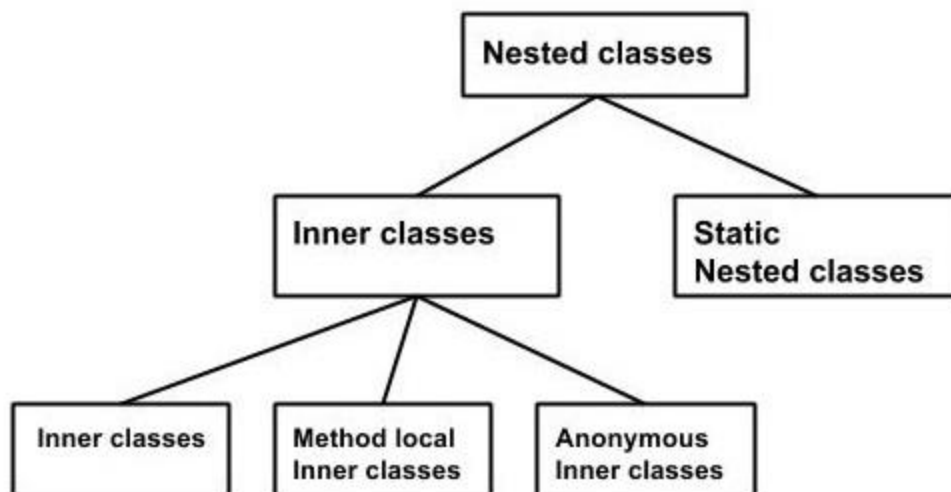 Nested classes
Inner classes
Static
Nested classes
Inner classes
Method local
Inner classes
Anonymous
Inner classes